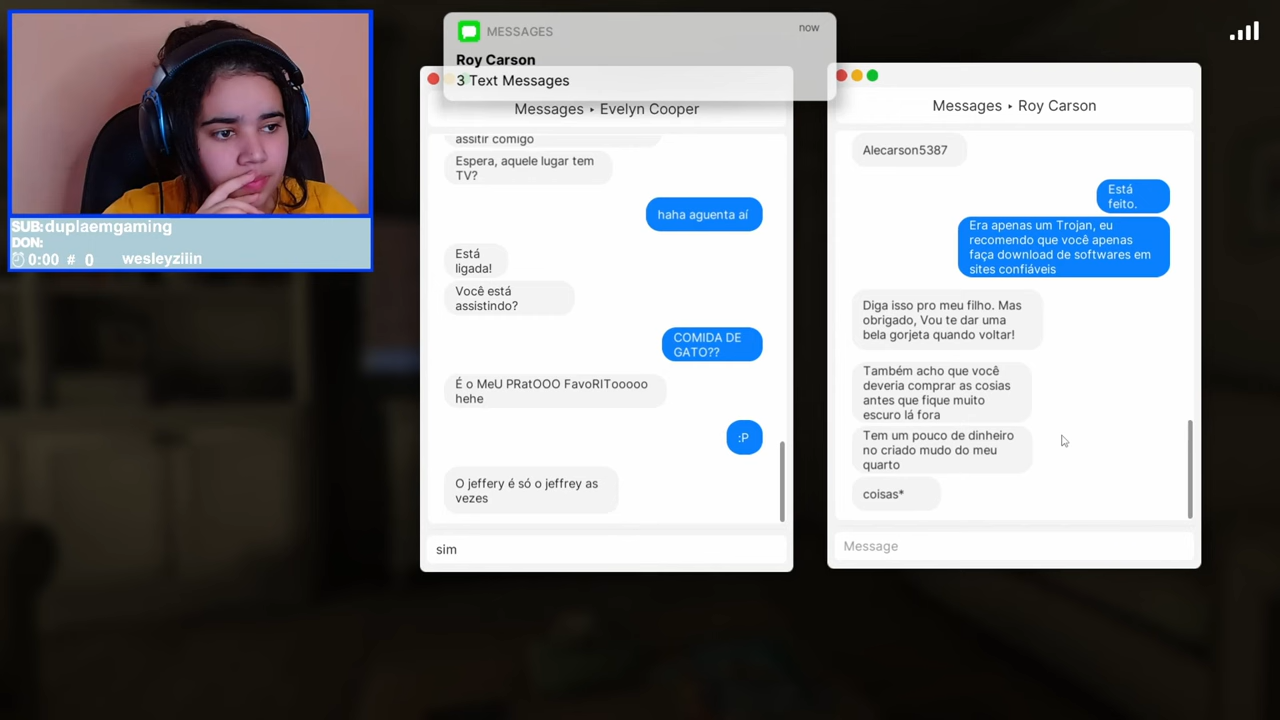 SUB:duplaemgaming
DON:
0:00 # 0 wesleyziiin
MESSAGES
now
Roy Carson
3 Text Messages
Messages ‣ Evelyn Cooper
assitir comigo
Espera, aquele lugar tem
TV?
haha aguenta aí
Está
ligada!
Você está
assistindo?
COMIDA DE
GATO??
É o MeU PRatOOO FavoRITooooo
hehe
:P
O jeffery é só o jeffrey as
vezes
sim
Messages ‣ Roy Carson
Alecarson5387
Está
feito.
Era apenas um Trojan, eu
recomendo que você apenas
faça download de softwares em
sites confiáveis
Diga isso pro meu filho. Mas
obrigado, Vou te dar uma
bela gorjeta quando voltar!
Também acho que você
deveria comprar as cosias
antes que fique muito
escuro lá fora
Tem um pouco de dinheiro
no criado mudo do meu
quarto
coisas*
Message